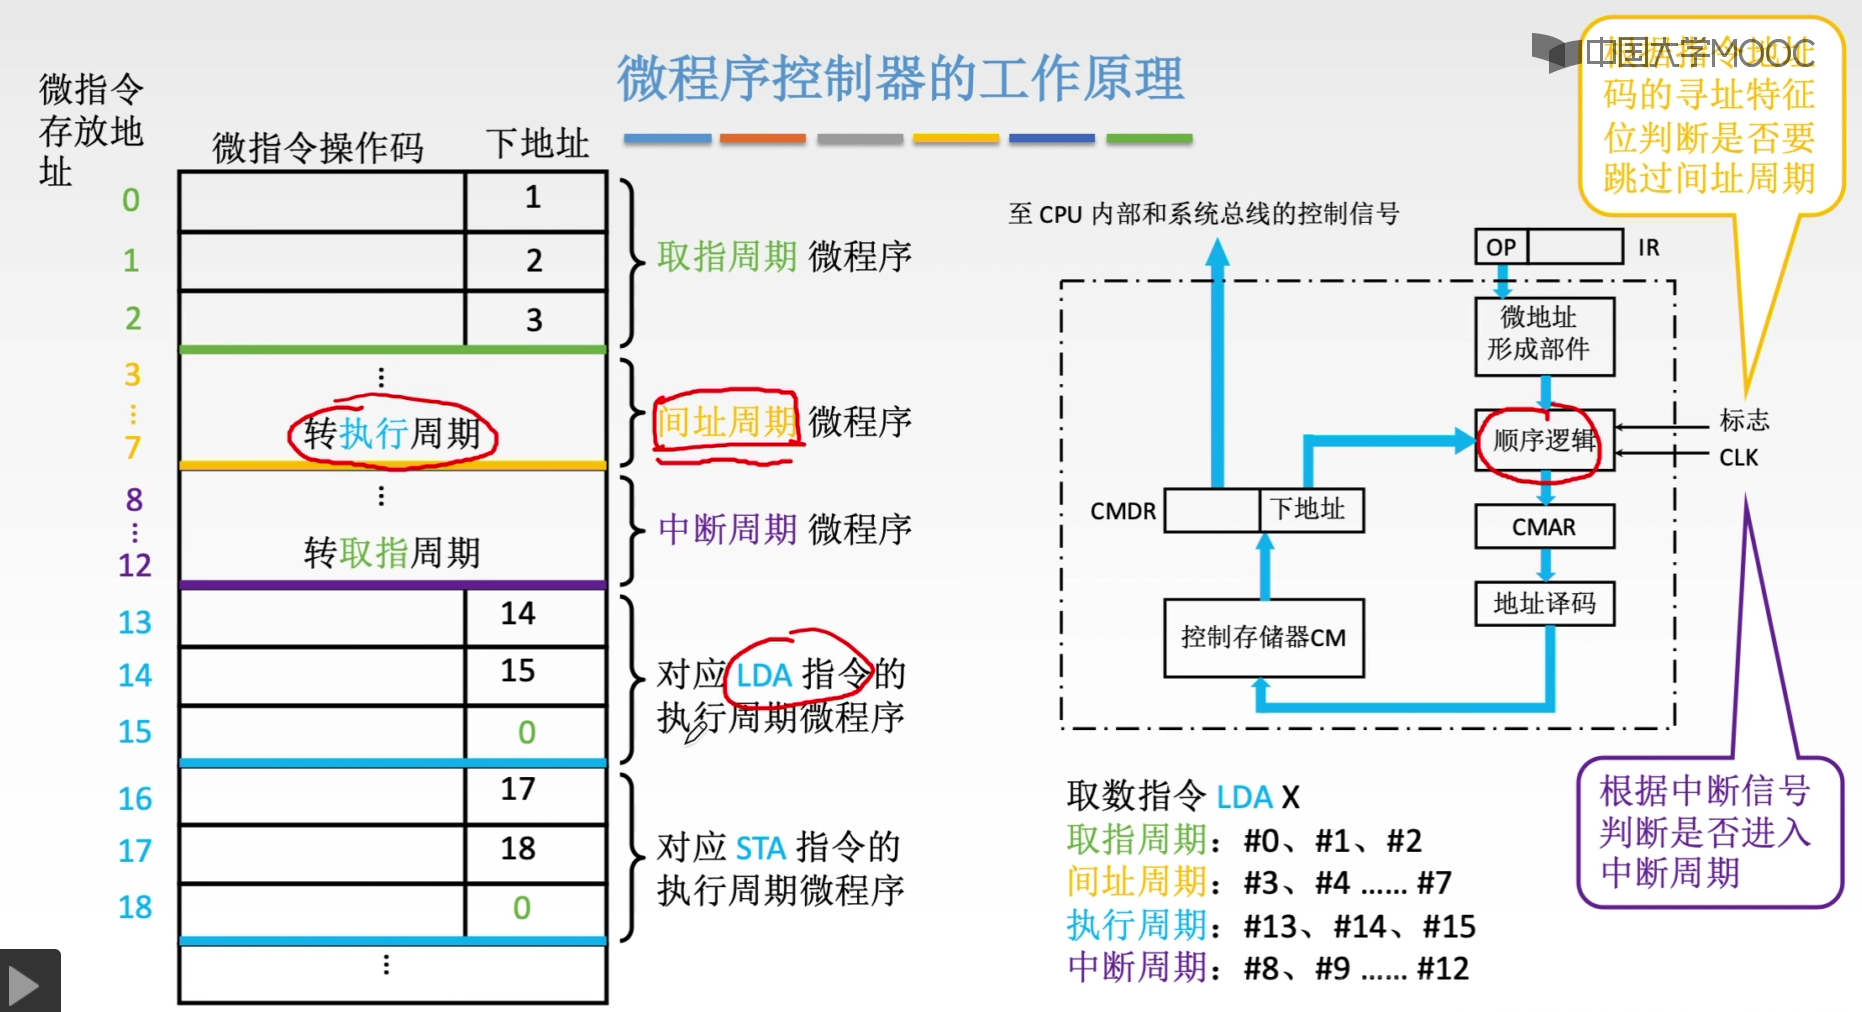 微程序控制器的工作原理
中国大学MOOC
微指令
存放地
址
微指令操作码 下地址
0 1
1 2
2 3
取指周期 微程序
3
⋮ ⋮
7 转执行周期
间址周期 微程序
8 ⋮
⋮
12 转取指周期
中断周期 微程序
13 14
14 15
15 0
对应 LDA 指令的
执行周期微程序
16 17
17 18
18 0
对应 STA 指令的
执行周期微程序
⋮
至 CPU 内部和系统总线的控制信号
OP IR
微地址
形成部件
顺序逻辑
标志
CLK
CMDR 下地址
CMAR
地址译码
控制存储器CM
根据指令地址
码的寻址特征
位判断是否要
跳过间址周期
根据中断信号
判断是否进入
中断周期
取数指令 LDA X
取指周期：#0、#1、#2
间址周期：#3、#4 …… #7
执行周期：#13、#14、#15
中断周期：#8、#9 …… #12